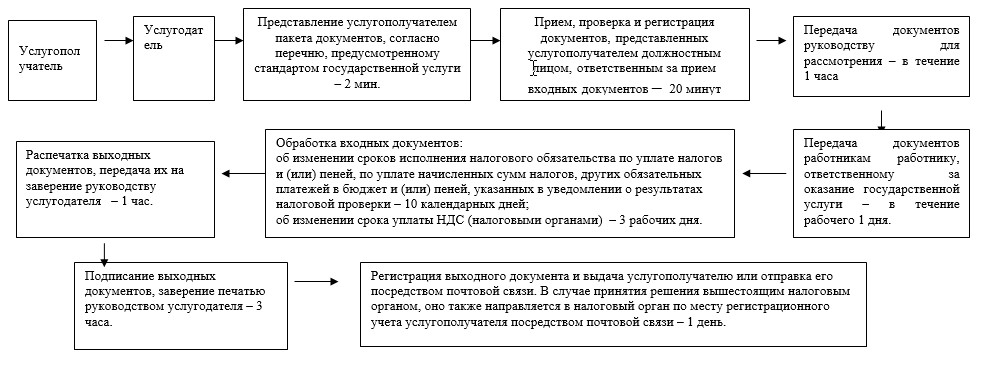 Услугопол
учатель
Услугодат
ель
Представление услугополучателем
пакета документов, согласно
перечню, предусмотренному
стандартом государственной услуги
– 2 мин.
Прием, проверка и регистрация
документов, представленных
услугополучателем должностным
лицом, ответственным за прием
входных документов — 20 минут
Передача документов
руководству для
рассмотрения – в течение
1 часа
Передача документов
работникам работнику,
ответственному за
оказание государственной
услуги – в течение
рабочего 1 дня.
Обработка входных документов:
об изменении сроков исполнения налогового обязательства по уплате налогов
и (или) пеней, по уплате начисленных сумм налогов, других обязательных
платежей в бюджет и (или) пеней, указанных в уведомлении о результатах
налоговой проверки – 10 календарных дней;
об изменении срока уплаты НДС (налоговыми органами) – 3 рабочих дня.
Распечатка выходных
документов, передача их на
заверение руководству
услугодателя – 1 час.
Подписание выходных
документов, заверение печатью
руководством услугодателя – 3
часа.
Регистрация выходного документа и выдача услугополучателю или отправка его
посредством почтовой связи. В случае принятия решения вышестоящим налоговым
органом, оно также направляется в налоговый орган по месту регистрационного
учета услугополучателя посредством почтовой связи – 1 день.